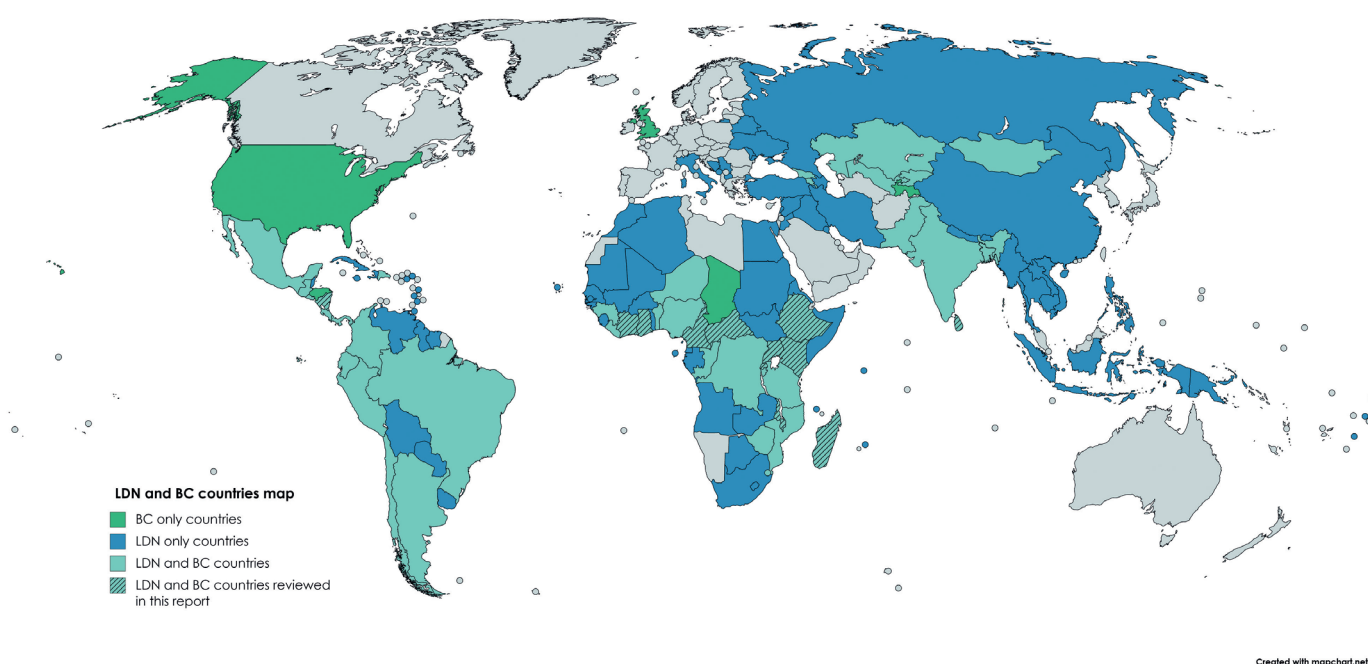 LDN and BC countries map
BC only countries
LDN only countries
LDN and BC countries
LDN and BC countries reviewed
in this report
Created with mapchart.net